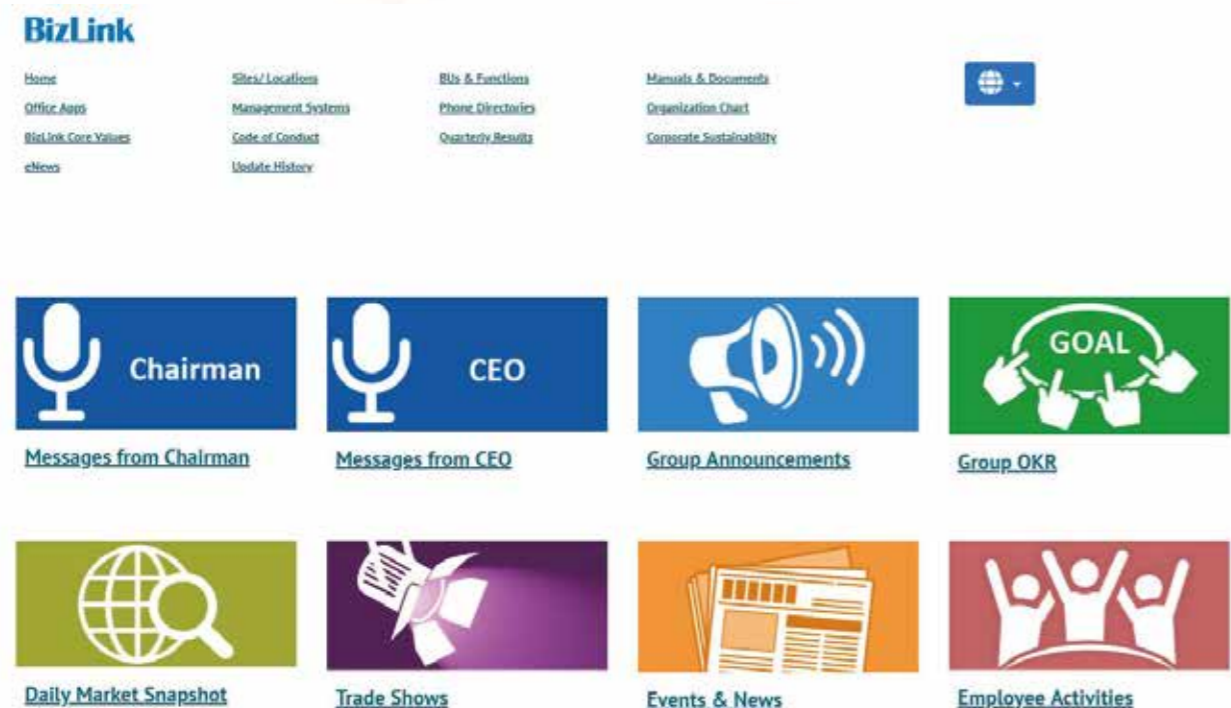 BizLink
Home Sites/ Locations BUs & Functions Manuals & Documents
Office Apps Management Systems Phone Directories Organization Chart
BizLink Core Values Code of Conduct Quarterly Results Corporate Sustainability
eNews Update History
Chairman CEO GOAL
Messages from Chairman Messages from CEO Group Announcements Group OKR
Daily Market Snapshot Trade Shows Events & News Employee Activities